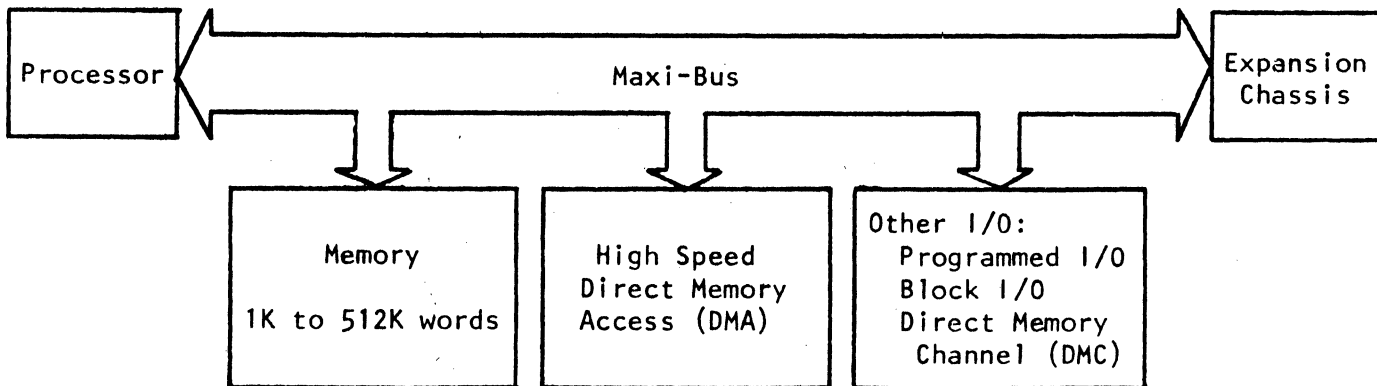 Processor
Maxi-Bus
Expansion
Chassis
Memory
1K to 512K words
High Speed
Direct Memory
Access (DMA)
Other I/O:
Programmed I/O
Block I/O
Direct Memory
Channel (DMC)